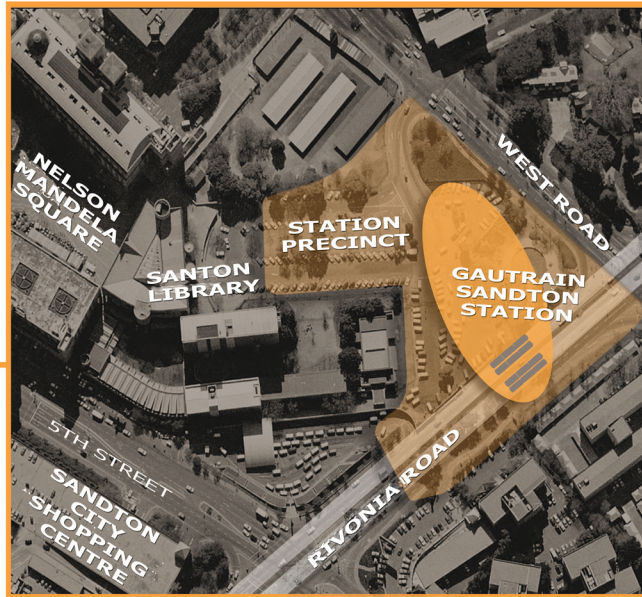 NELSON
MANDELA
SQUARE
WEST ROAD
STATION
PRECINCT
SANTON
LIBRARY
GAUTRAIN
SANDTON
STATION
5TH STREET
SANDTON
CITY
SHOPPING
CENTRE
RIVONIA ROAD